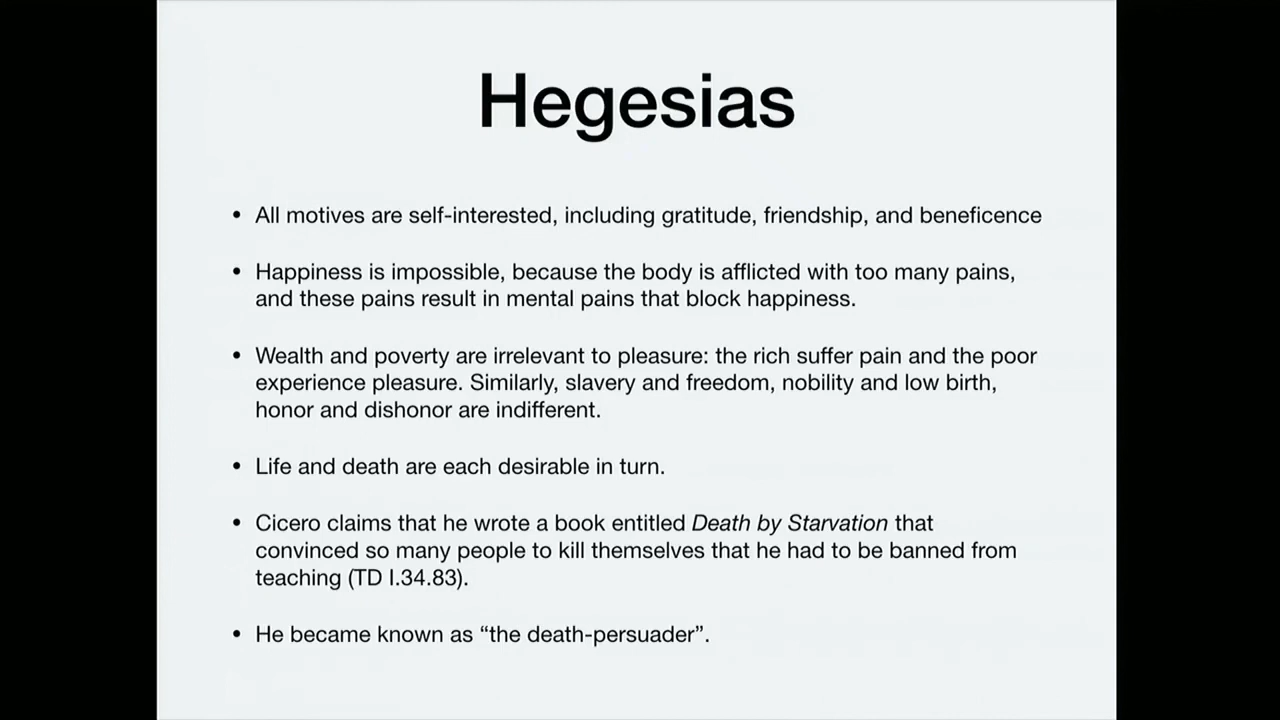 Hegesias
• All motives are self-interested, including gratitude, friendship, and beneficence
• Happiness is impossible, because the body is afflicted with too many pains,
and these pains result in mental pains that block happiness.
• Wealth and poverty are irrelevant to pleasure: the rich suffer pain and the poor
experience pleasure. Similarly, slavery and freedom, nobility and low birth,
honor and dishonor are indifferent.
• Life and death are each desirable in turn.
• Cicero claims that he wrote a book entitled Death by Starvation that
convinced so many people to kill themselves that he had to be banned from
teaching (TD I.34.83).
• He became known as “the death-persuader”.